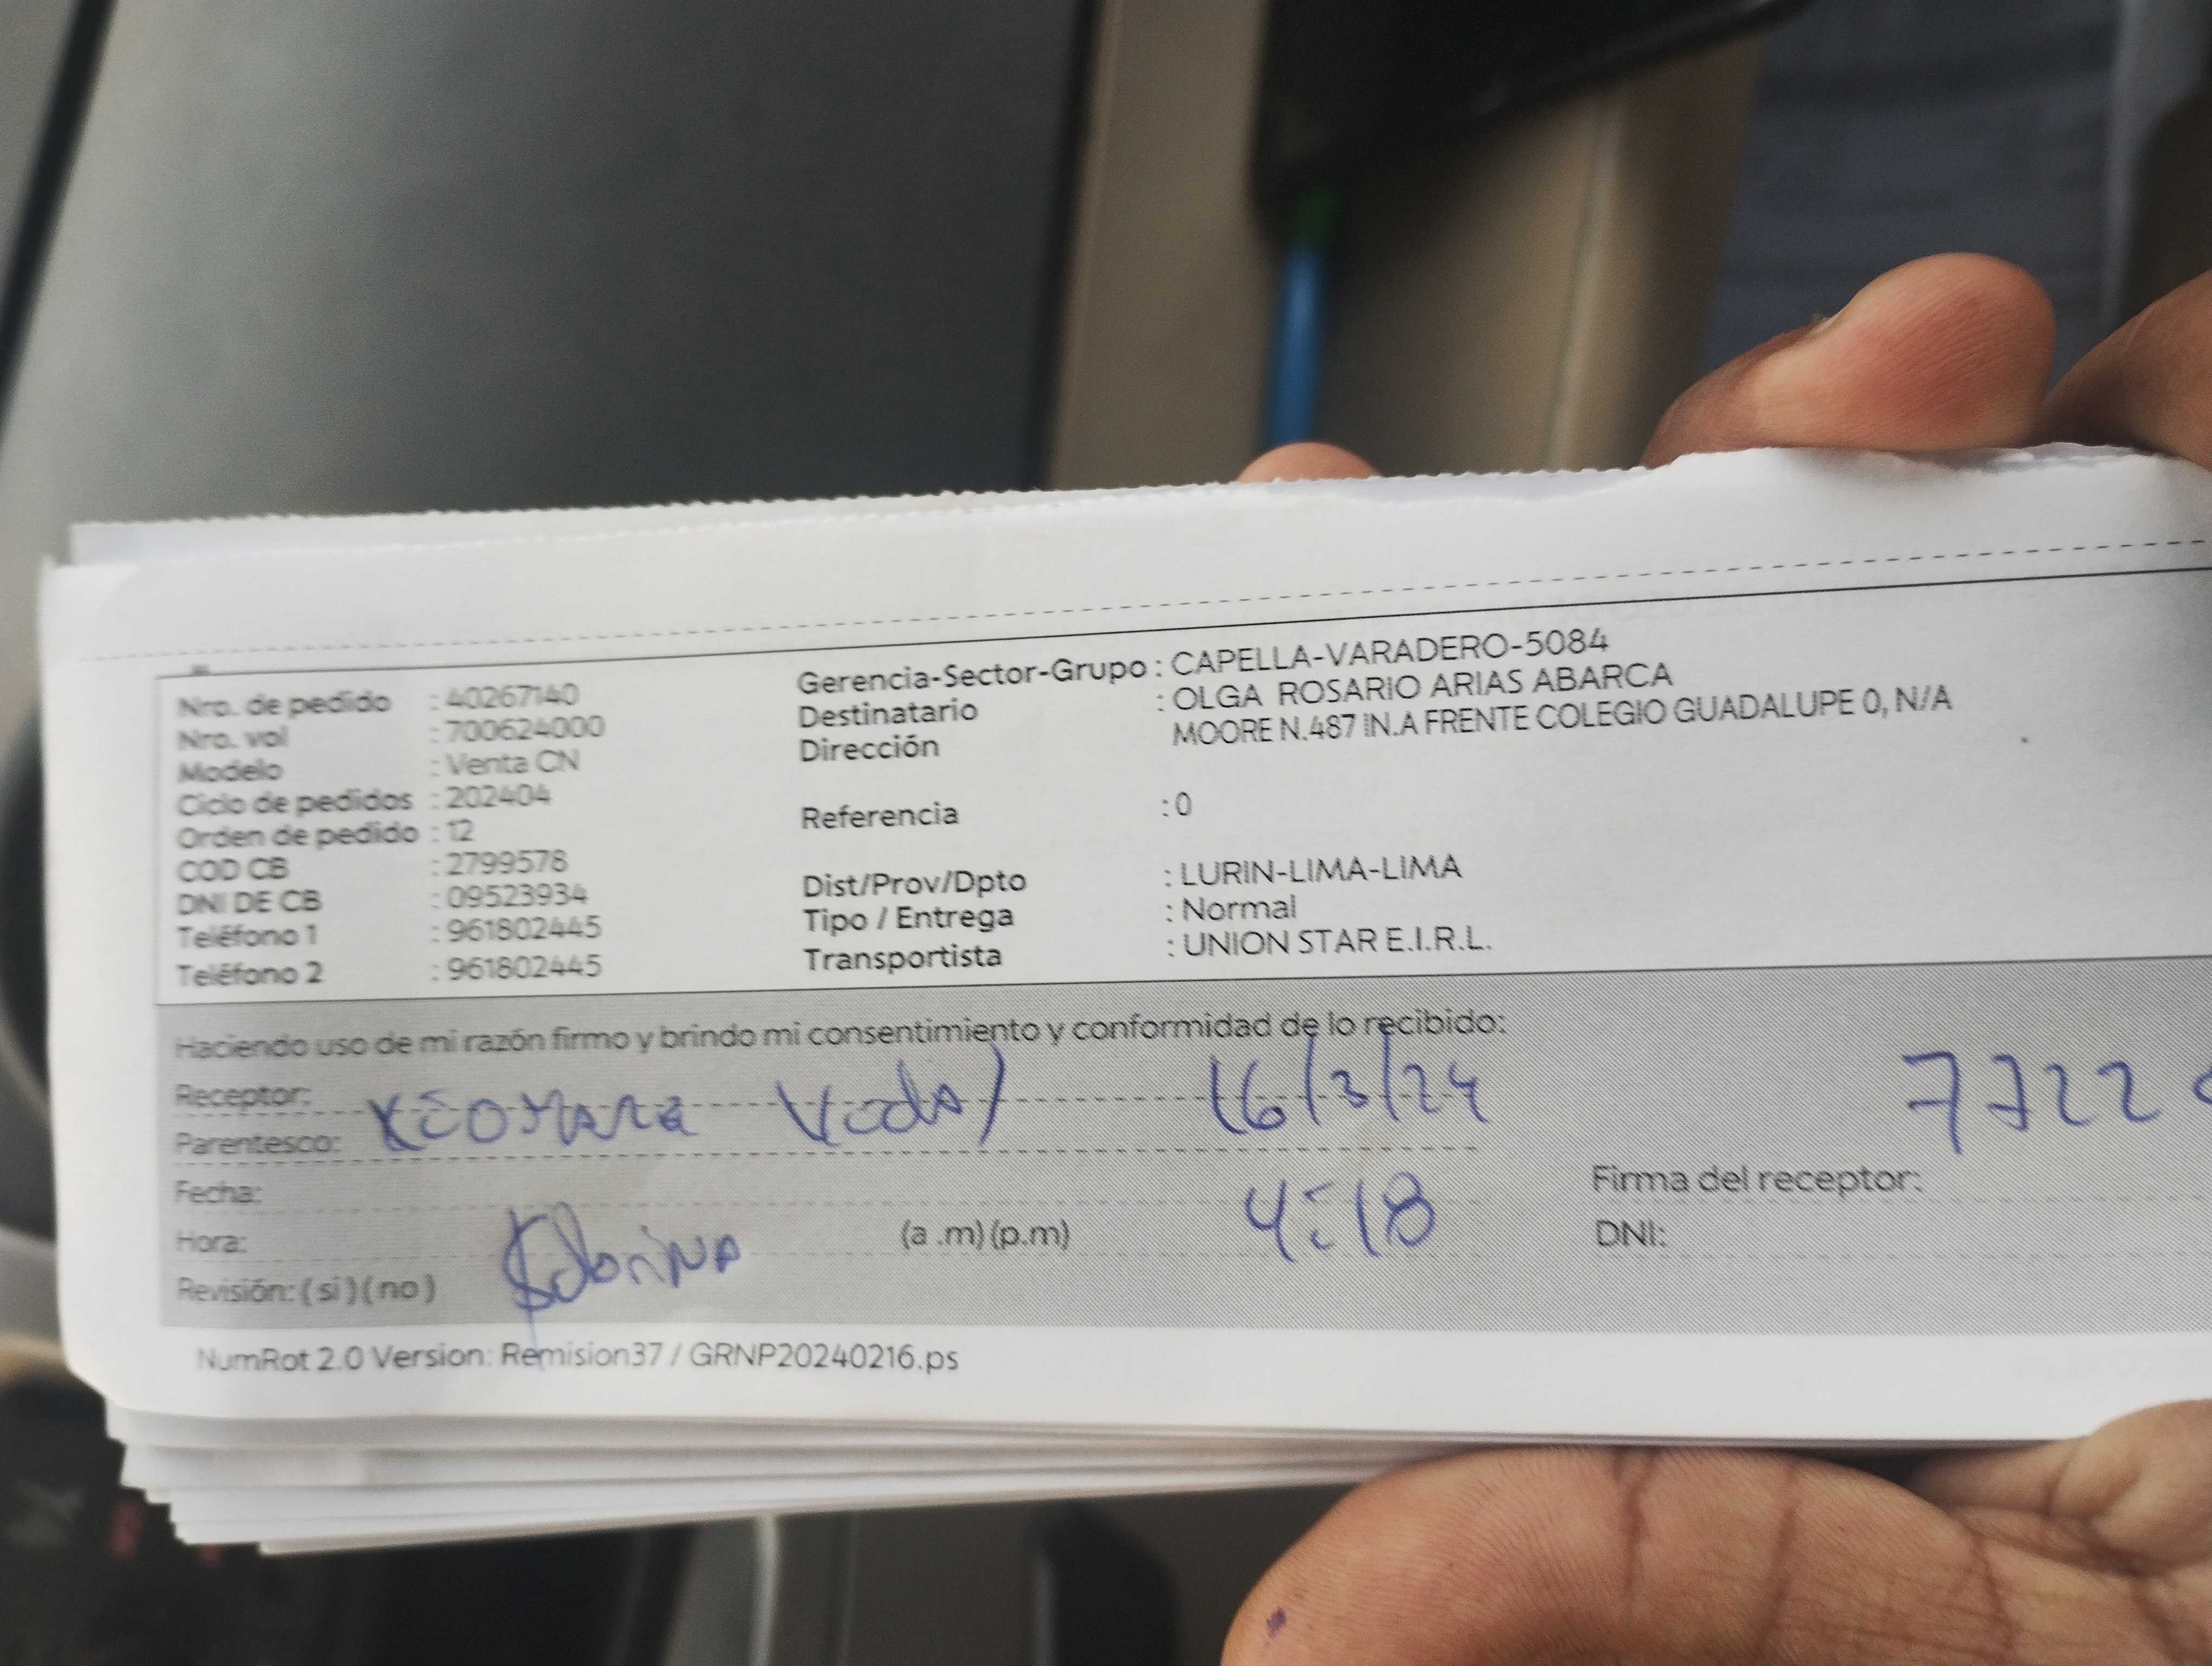 Nro. de pedido : 40267140
Nro. vol : 700624000
Modelo : Venta CN
Ciclo de pedidos : 202404
Orden de pedido : 12
COD CB : 2799578
DNI DE CB : 09523934
Teléfono 1 : 961802445
Teléfono 2 : 961802445
Gerencia-Sector-Grupo : CAPELLA-VARADERO-5084
Destinatario : OLGA ROSARIO ARIAS ABARCA
Dirección MOORE N.487 IN.A FRENTE COLEGIO GUADALUPE 0, N/A
Referencia : 0
Dist/Prov/Dpto : LURIN-LIMA-LIMA
Tipo / Entrega : Normal
Transportista : UNION STAR E.I.R.L.
Haciendo uso de mi razón firmo y brindo mi consentimiento y conformidad de lo recibido:
Receptor: 16/3/24 7722
Parentesco:
Fecha: Firma del receptor:
Hora: (a .m) (p.m) 4:18 DNI:
Revisión: ( si ) ( no )
NumRot 2.0 Version: Remision37 / GRNP20240216.ps